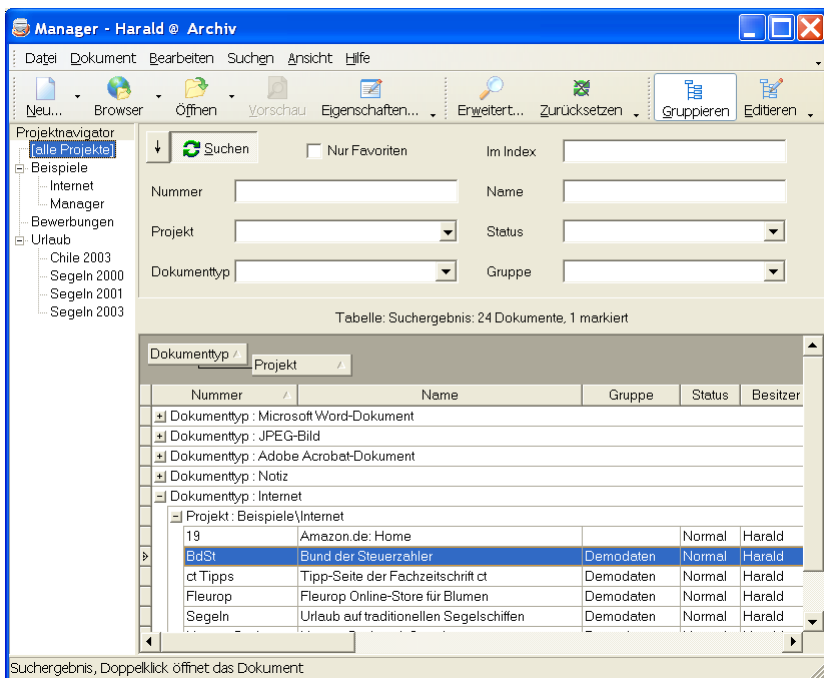 Manager - Harald @ Archiv
Datei Dokument Bearbeiten Suchen Ansicht Hilfe
Neu... Browser Öffnen Vorschau Eigenschaften... Erweitert... Zurücksetzen Gruppieren Editieren
Projektnavigator
[alle Projekte]
Beispiele
Internet
Manager
Bewerbungen
Urlaub
Chile 2003
Segeln 2000
Segeln 2001
Segeln 2003
Suchen Nur Favoriten Im Index
Nummer Name
Projekt Status
Dokumenttyp Gruppe
Tabelle: Suchergebnis: 24 Dokumente, 1 markiert
Dokumenttyp
Projekt
Nummer Name Gruppe Status Besitzer
Dokumenttyp : Microsoft Word-Dokument
Dokumenttyp : JPEG-Bild
Dokumenttyp : Adobe Acrobat-Dokument
Dokumenttyp : Notiz
Dokumenttyp : Internet
Projekt : Beispiele\Internet
19 Amazon.de: Home Normal Harald
BdSt Bund der Steuerzahler Demodaten Normal Harald
ct Tipps Tipp-Seite der Fachzeitschrift ct Demodaten Normal Harald
Fleurop Fleurop Online-Store für Blumen Demodaten Normal Harald
Segeln Urlaub auf traditionellen Segelschiffen Demodaten Normal Harald
Suchergebnis, Doppelklick öffnet das Dokument